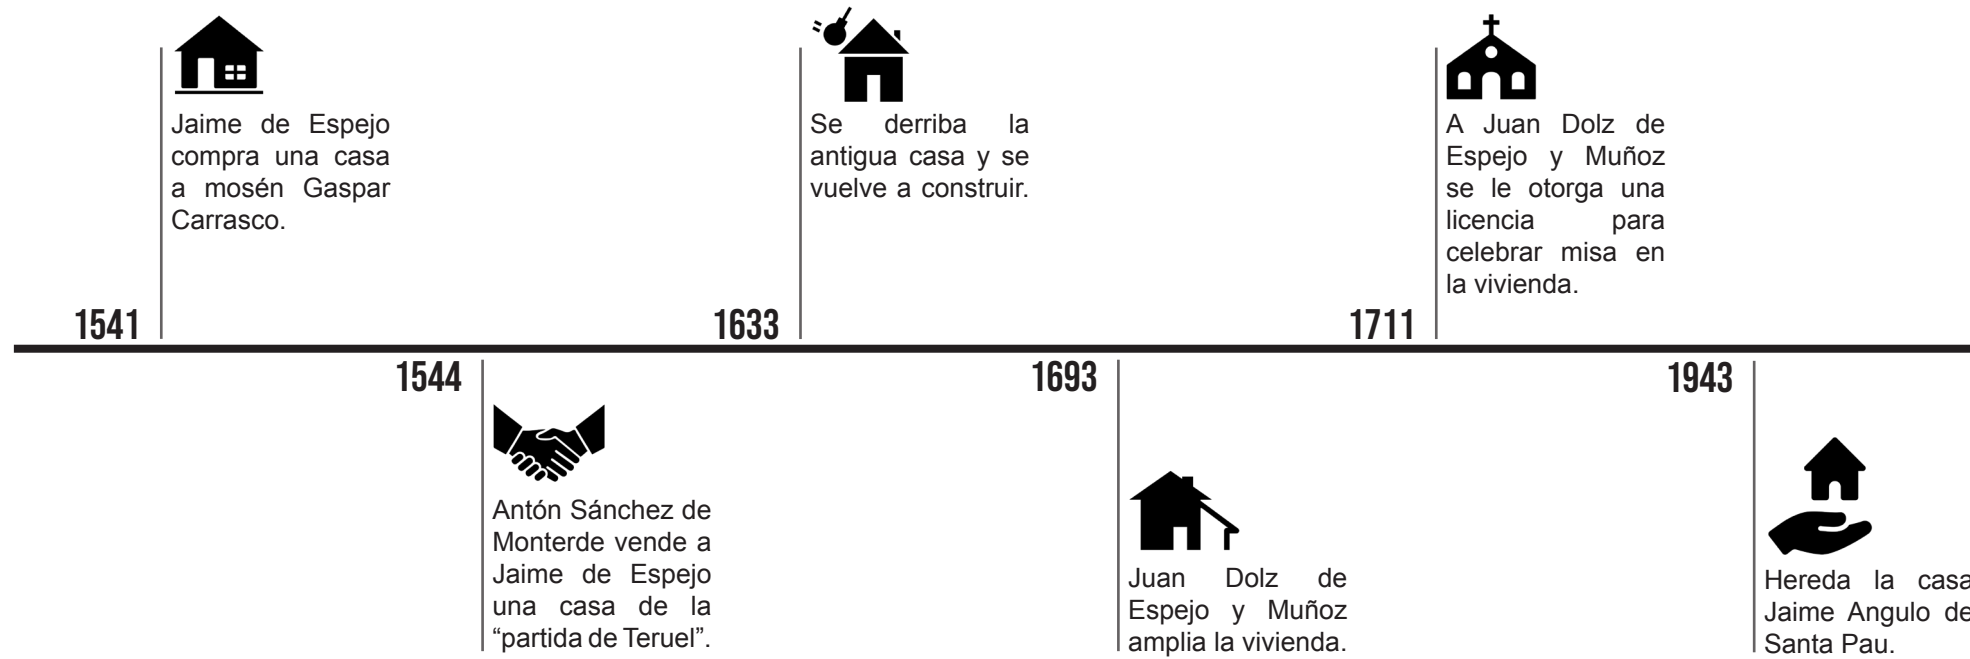 1541
Jaime de Espejo
compra una casa
a mosén Gaspar
Carrasco.
1544
Antón Sánchez de
Monterde vende a
Jaime de Espejo
una casa de la
“partida de Teruel”.
1633
Se derriba la
antigua casa y se
vuelve a construir.
1693
Juan Dolz de
Espejo y Muñoz
amplia la vivienda.
1711
A Juan Dolz de
Espejo y Muñoz
se le otorga una
licencia para
celebrar misa en
la vivienda.
1943
Hereda la casa
Jaime Angulo de
Santa Pau.